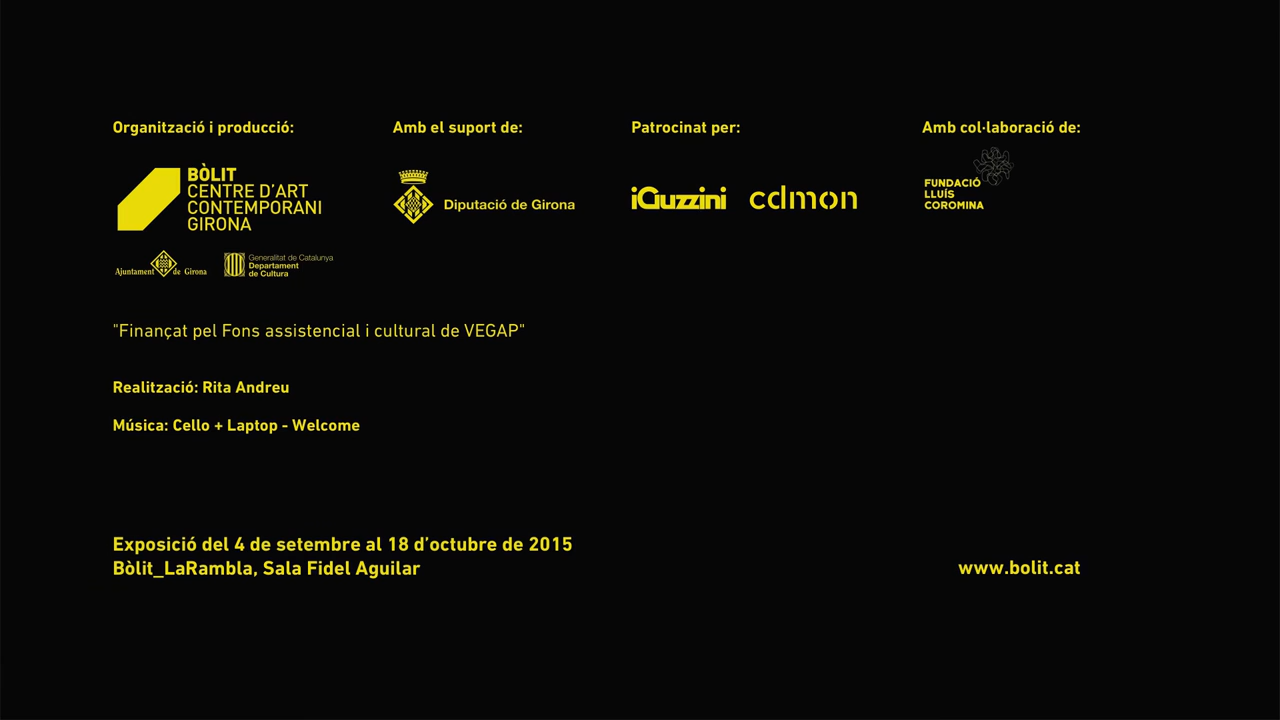 Organització i producció:
BÒLIT
CENTRE D'ART
CONTEMPORANI
GIRONA
Ajuntament de Girona
Generalitat de Catalunya
Departament
de Cultura
Amb el suport de:
Diputació de Girona
Patrocinat per:
iGuzzini
cdmon
Amb col·laboració de:
FUNDACIÓ
LLUÍS
COROMINA
"Finançat pel Fons assistencial i cultural de VEGAP"
Realització: Rita Andreu
Música: Cello + Laptop - Welcome
Exposició del 4 de setembre al 18 d'octubre de 2015
Bòlit_LaRambla, Sala Fidel Aguilar
www.bolit.cat